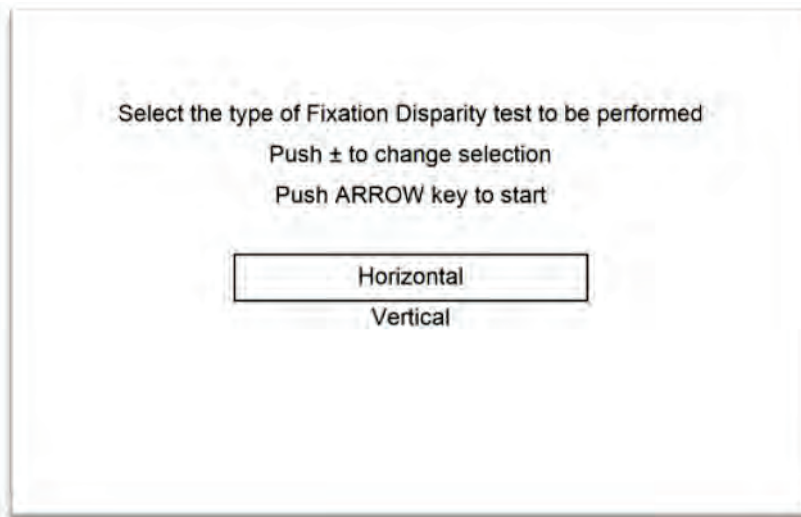 Select the type of Fixation Disparity test to be performed
Push ± to change selection
Push ARROW key to start
Horizontal
Vertical